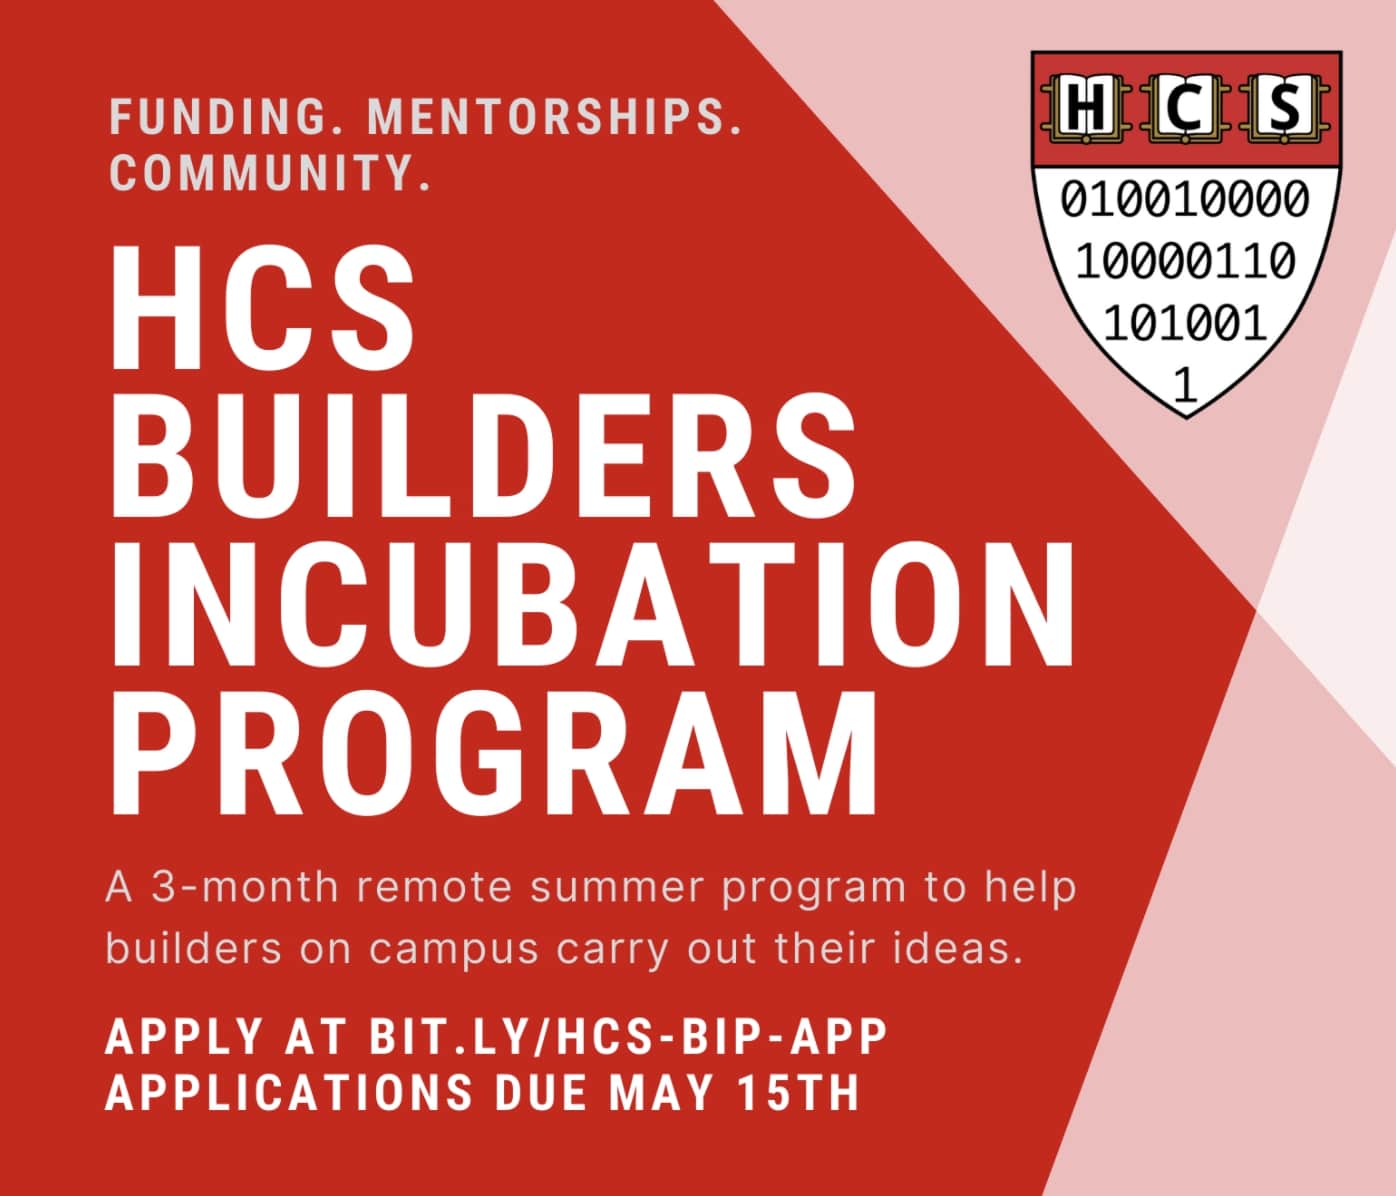 FUNDING. MENTORSHIPS.
COMMUNITY.
HCS
BUILDERS
INCUBATION
PROGRAM
A 3-month remote summer program to help
builders on campus carry out their ideas.
APPLY AT BIT.LY/HCS-BIP-APP
APPLICATIONS DUE MAY 15TH
H C S
010010000
10000110
101001
1